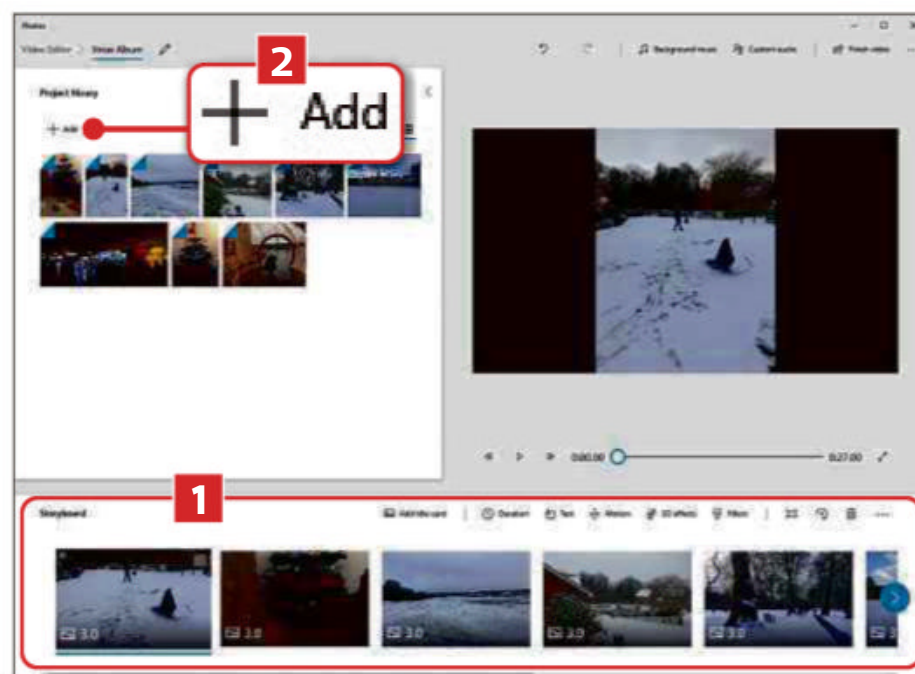 Photos
Video Editor > Xmas Album
Background music Custom audio Finish video
2
Project library
+ Add
+ Add
0:00.00 0:27.00
1
Storyboard
Add title card Duration Text Motion 3D effects Filters
3.0 3.0 3.0 3.0 3.0 3